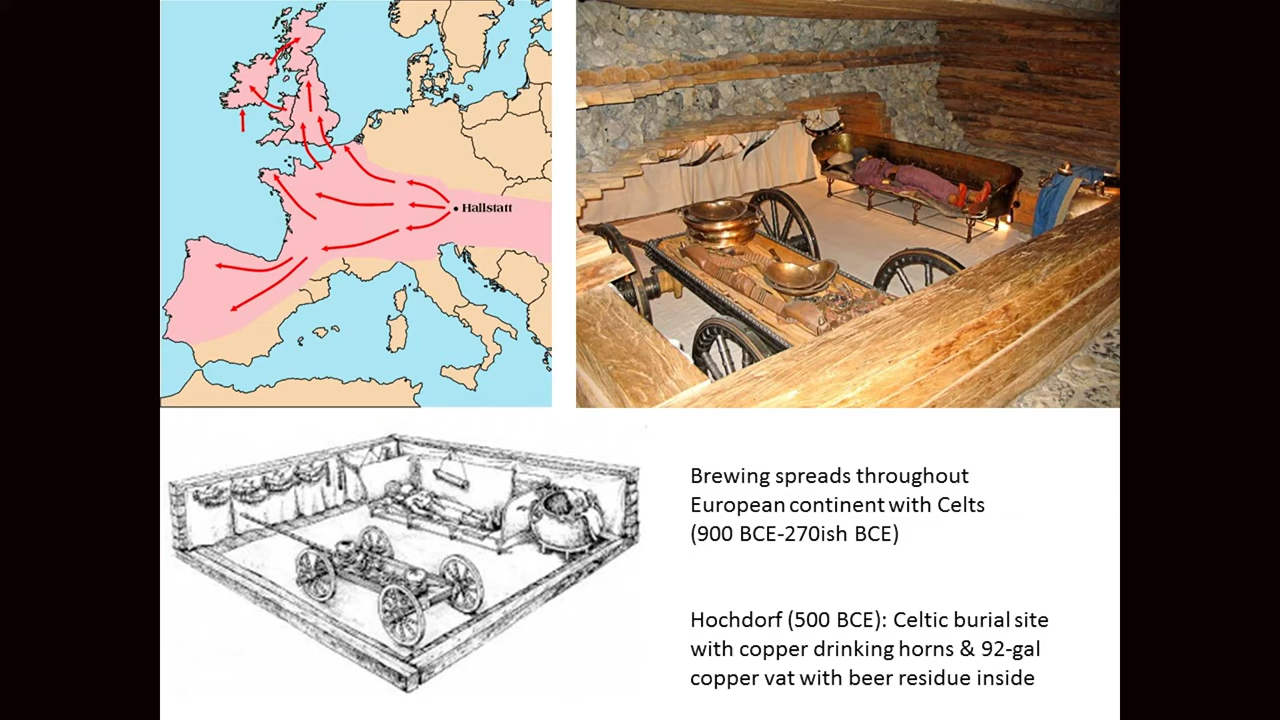 Hallstatt
Brewing spreads throughout
European continent with Celts
(900 BCE-270ish BCE)
Hochdorf (500 BCE): Celtic burial site
with copper drinking horns & 92-gal
copper vat with beer residue inside